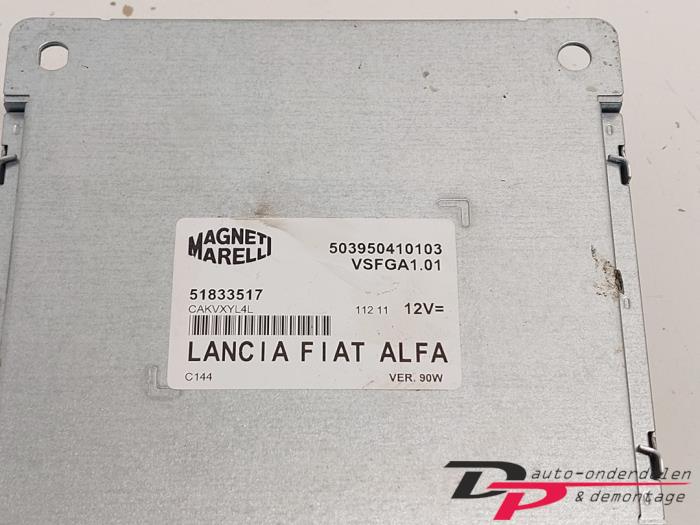 MAGNETI
MARELLI
503950410103
VSFGA1.01
51833517
CAKVXYL4L
112 11
12V=
LANCIA FIAT ALFA
C144
VER. 90W
DP auto-onderdelen
& demontage